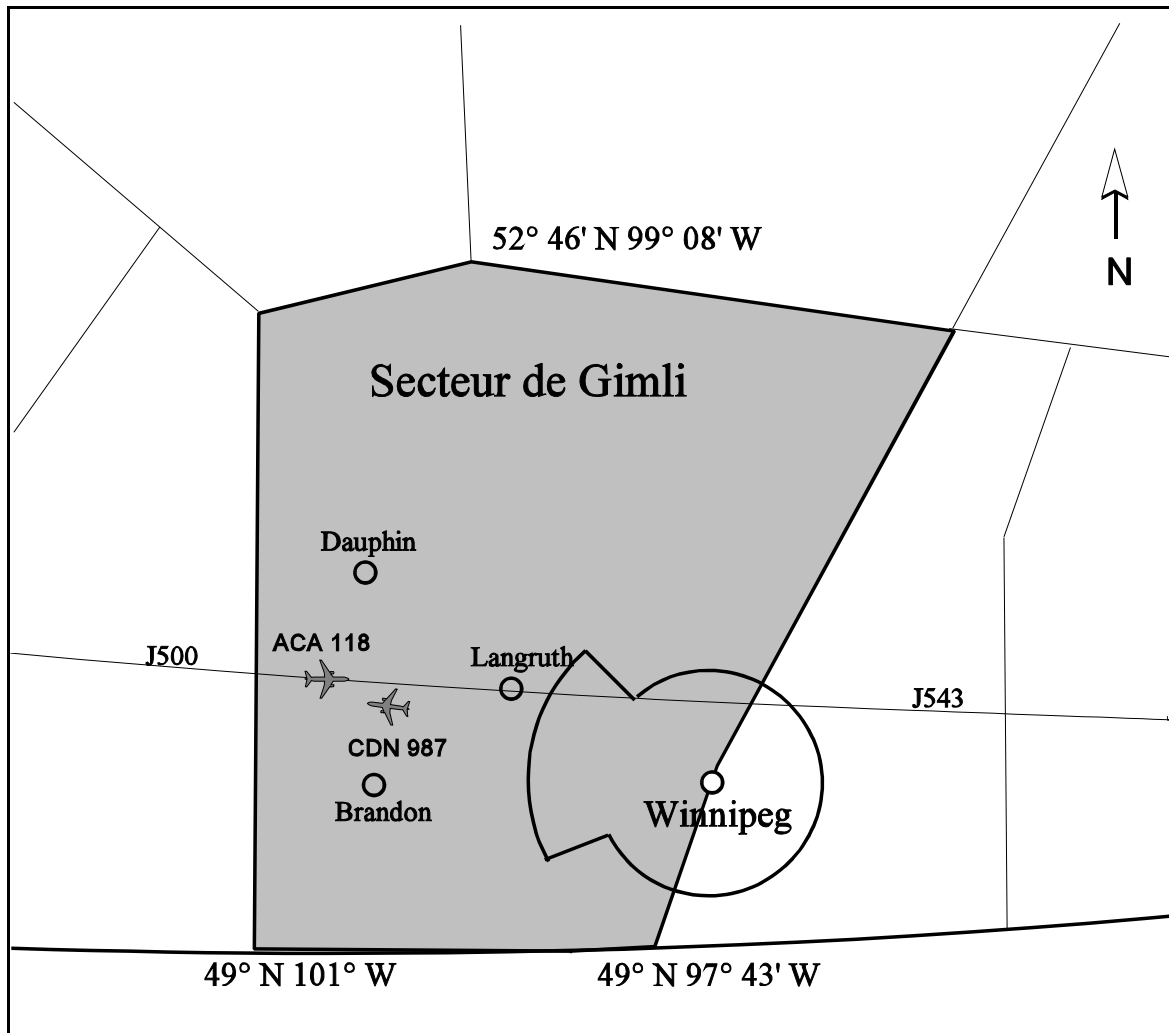 52° 46' N 99° 08' W
N
Secteur de Gimli
Dauphin
ACA 118
J500
Langruth
J543
CDN 987
Brandon
Winnipeg
49° N 101° W
49° N 97° 43' W